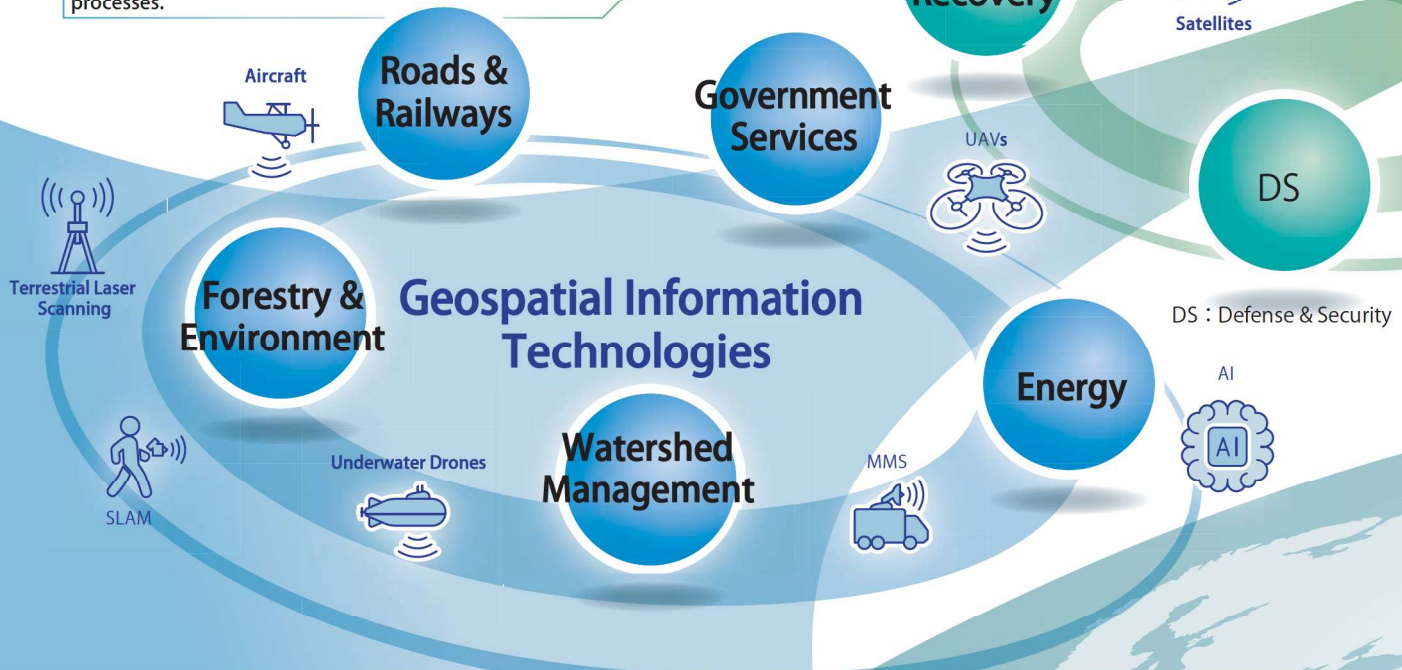 processes.
Recovery
Satellites
Aircraft
Roads &
Railways
Government
Services
UAVs
DS
Terrestrial Laser
Scanning
Forestry &
Environment
Geospatial Information
Technologies
DS：Defense & Security
Energy
AI
AI
Watershed
Management
Underwater Drones
MMS
SLAM